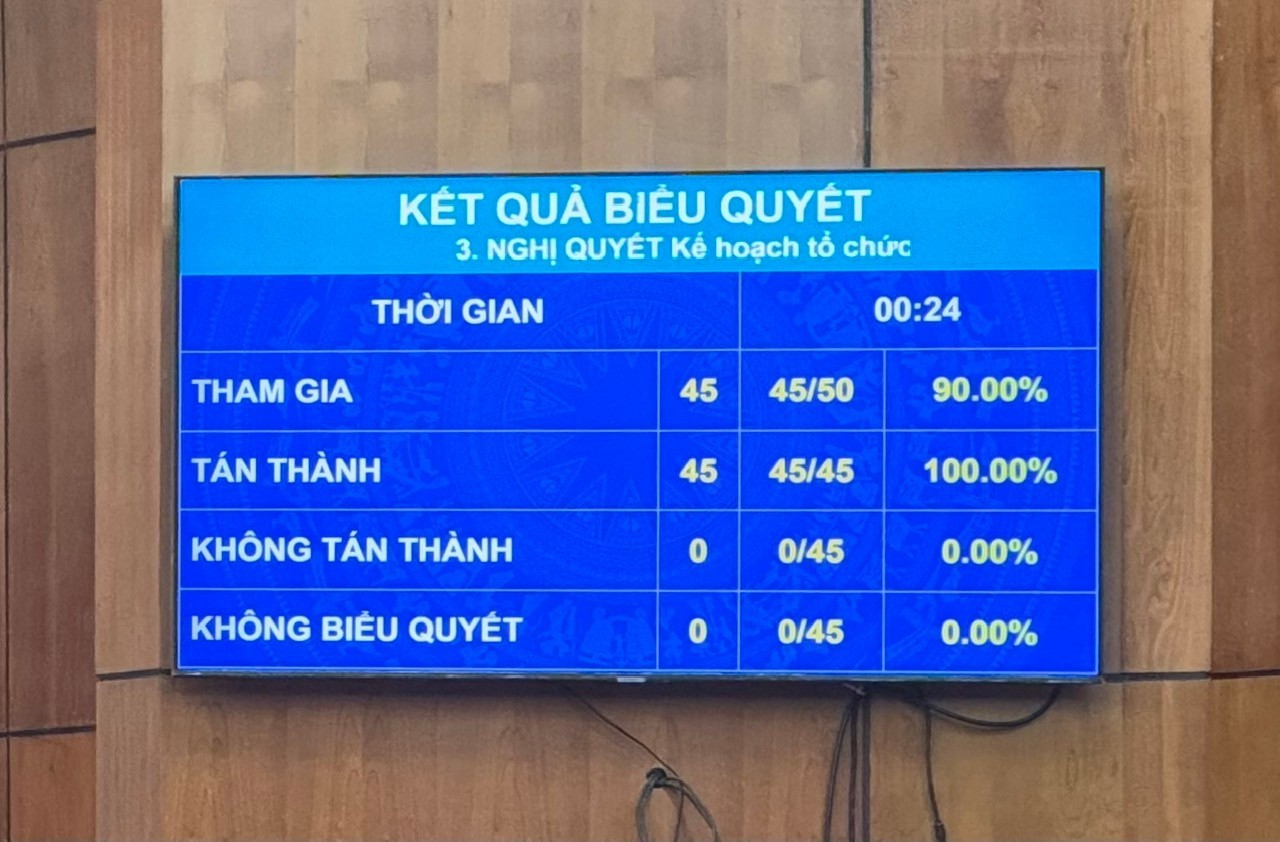 KẾT QUẢ BIỂU QUYẾT
3. NGHỊ QUYẾT Kế hoạch tổ chức
THỜI GIAN 00:24
THAM GIA 45 45/50 90.00%
TÁN THÀNH 45 45/45 100.00%
KHÔNG TÁN THÀNH 0 0/45 0.00%
KHÔNG BIỂU QUYẾT 0 0/45 0.00%